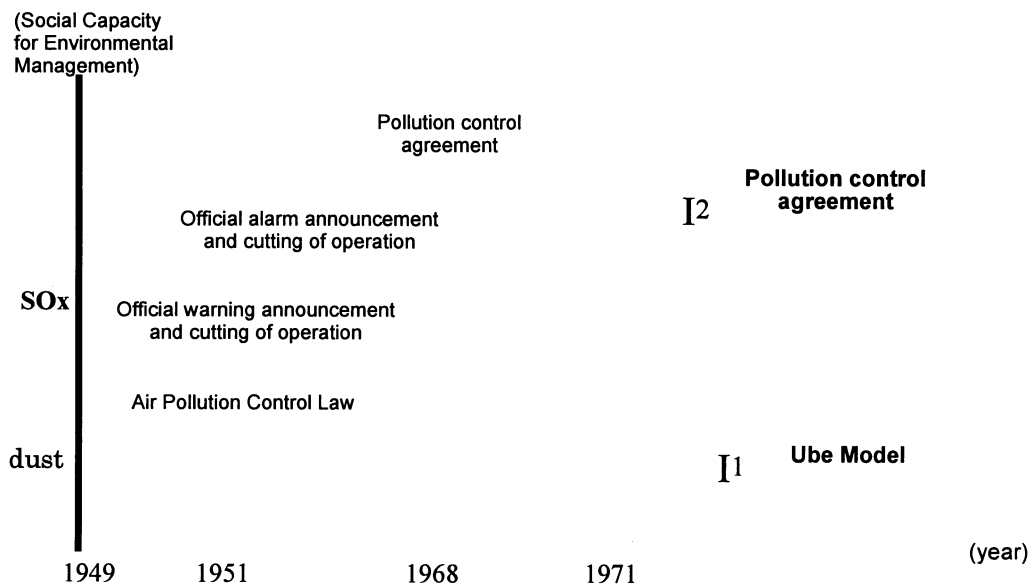 (Social Capacity
for Environmental
Management)
Pollution control
agreement
Pollution control
agreement
I2
Official alarm announcement
and cutting of operation
SOx
Official warning announcement
and cutting of operation
Air Pollution Control Law
dust
I1
Ube Model
(year)
1949 1951 1968 1971